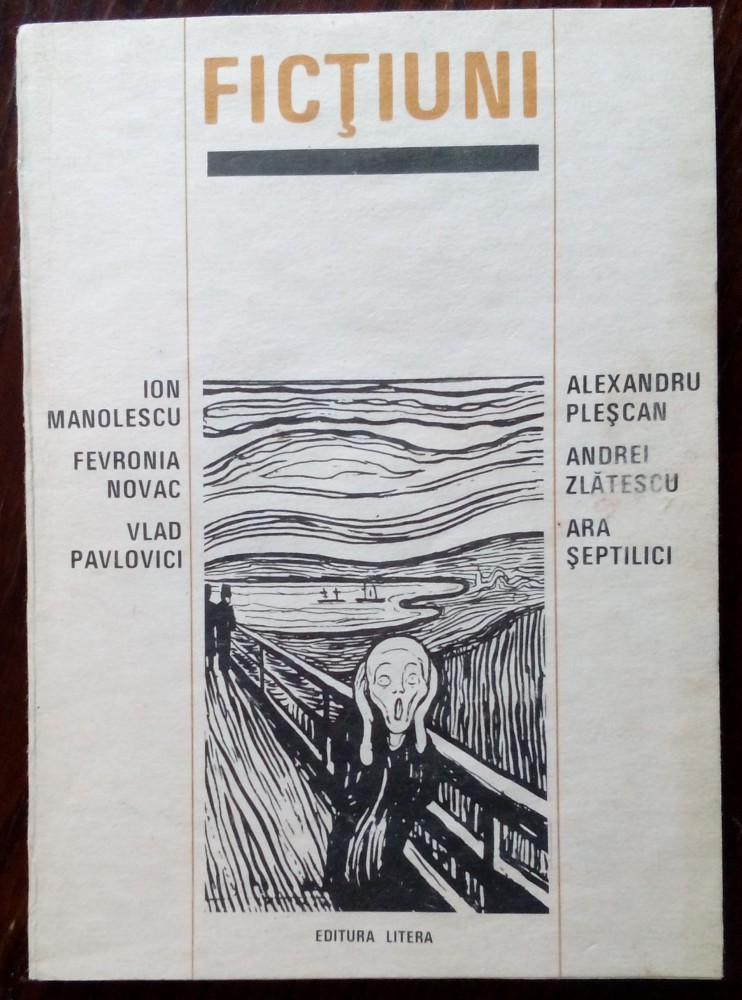 FICŢIUNI
ION
MANOLESCU
FEVRONIA
NOVAC
VLAD
PAVLOVICI
ALEXANDRU
PLEŞCAN
ANDREI
ZLĂTESCU
ARA
ŞEPTILICI
EDITURA LITERA